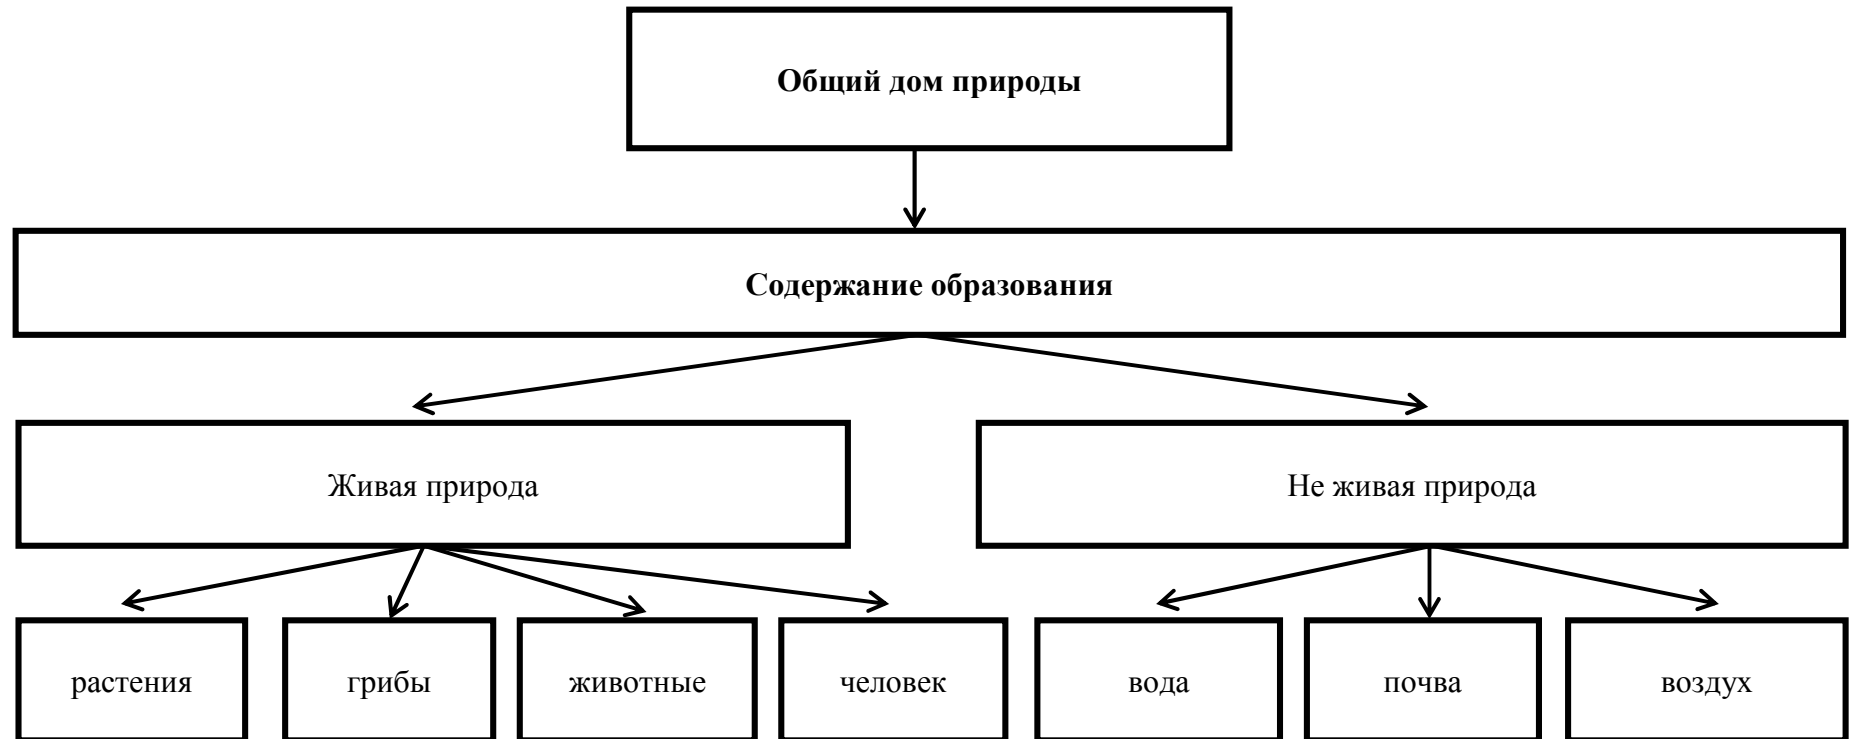 Общий дом природы
Содержание образования
Живая природа
Не живая природа
растения
грибы
животные
человек
вода
почва
воздух